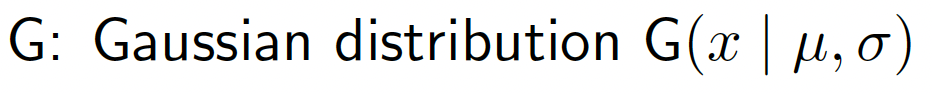 G: Gaussian distribution G(x | μ, σ)